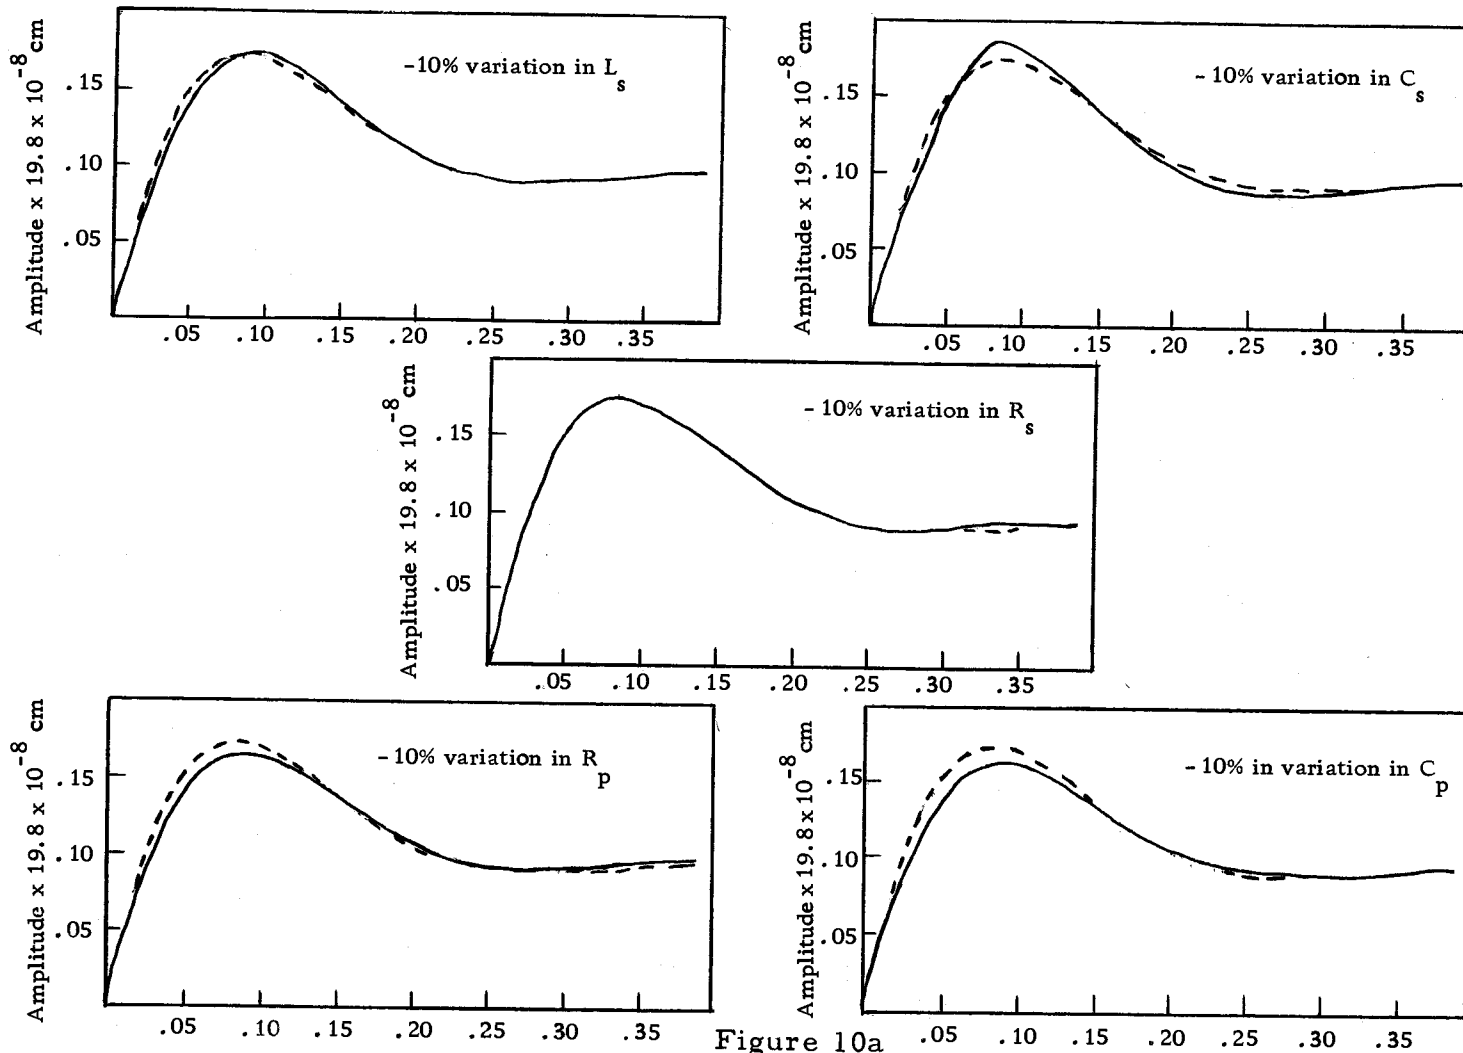 Amplitude x 19.8 x 10⁻⁸ cm
-10% variation in Lₛ
.15
.10
.05
.05 .10 .15 .20 .25 .30 .35
Amplitude x 19.8 x 10⁻⁸ cm
-10% variation in Cₛ
.15
.10
.05
.05 .10 .15 .20 .25 .30 .35
Amplitude x 19.8 x 10⁻⁸ cm
-10% variation in Rₛ
.15
.10
.05
.05 .10 .15 .20 .25 .30 .35
Amplitude x 19.8 x 10⁻⁸ cm
-10% variation in Rₚ
.15
.10
.05
.05 .10 .15 .20 .25 .30 .35
Amplitude x 19.8 x 10⁻⁸ cm
-10% in variation in Cₚ
.15
.10
.05
.05 .10 .15 .20 .25 .30 .35
Figure 10a